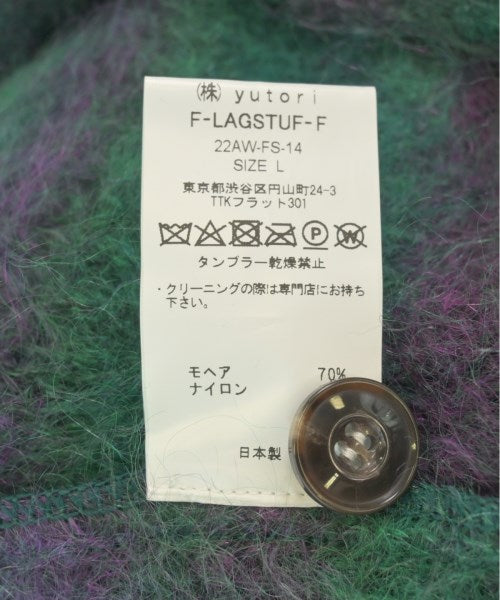 (株) yutori
F-LAGSTUF-F
22AW-FS-14
SIZE L
東京都渋谷区円山町24-3
TTKフラット301
P W
タンブラー乾燥禁止
・クリーニングの際は専門店にお持ち
下さい。
モヘア 70%
ナイロン
日本製